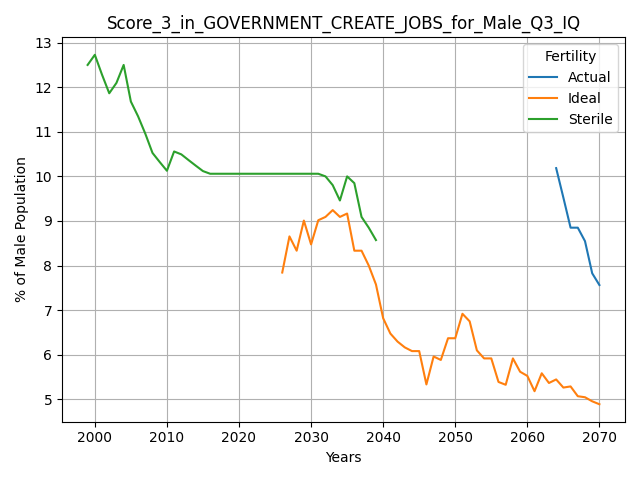 Score_3_in_GOVERNMENT_CREATE_JOBS_for_Male_Q3_IQ
13
12
11
10
9
8
7
6
5
% of Male Population
Fertility
Actual
Ideal
Sterile
2000 2010 2020 2030 2040 2050 2060 2070
Years